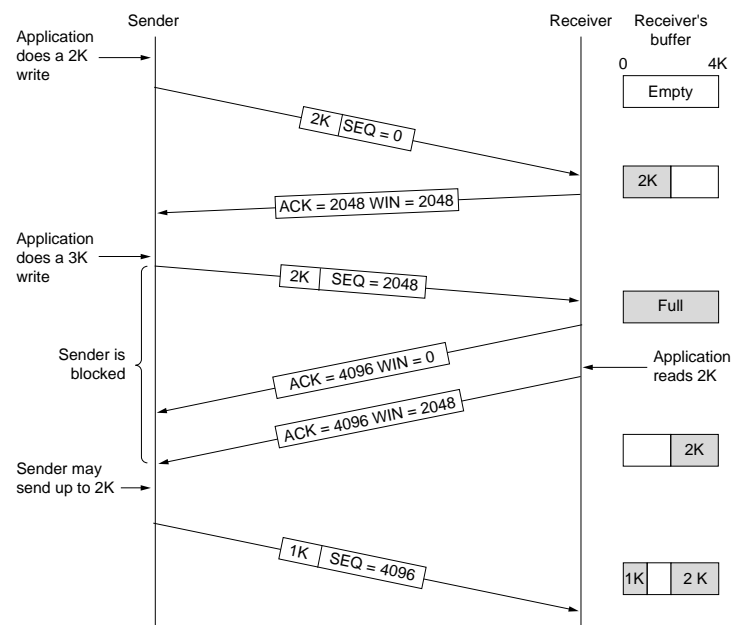 Sender
Receiver
Receiver's
buffer
Application
does a 2K
write
0
4K
Empty
2K
SEQ = 0
2K
ACK = 2048 WIN = 2048
Application
does a 3K
write
2K
SEQ = 2048
Full
Sender is
blocked
Application
reads 2K
ACK = 4096 WIN = 0
ACK = 4096 WIN = 2048
2K
Sender may
send up to 2K
1K
SEQ = 4096
1K
2 K